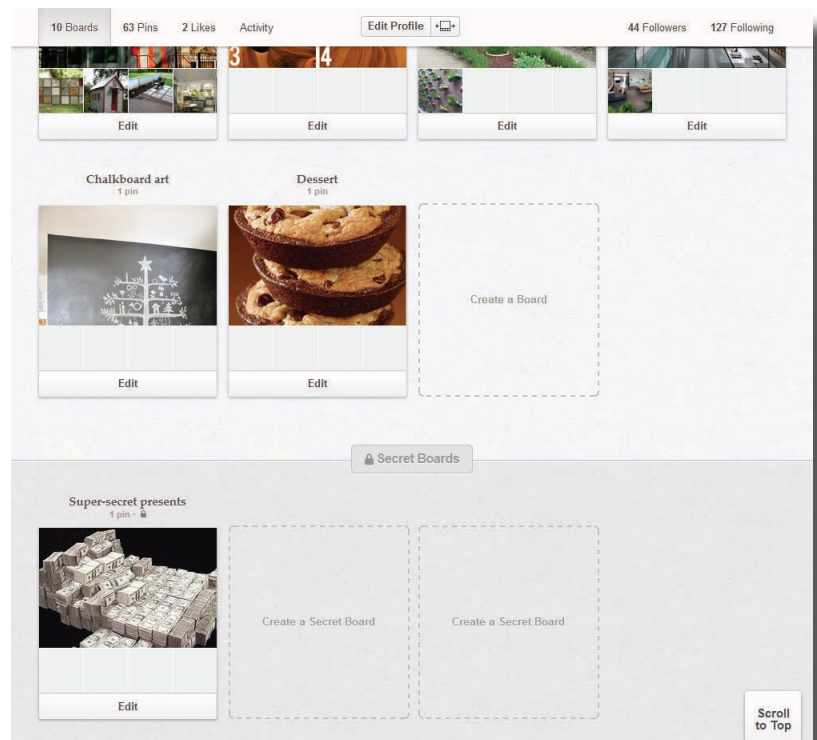 10 Boards 63 Pins 2 Likes Activity Edit Profile 44 Followers 127 Following
3 4
Edit Edit Edit Edit
Chalkboard art Dessert
1 pin 1 pin
Create a Board
Edit Edit
Secret Boards
Super-secret presents
1 pin ·
Create a Secret Board Create a Secret Board
Edit
Scroll
to Top